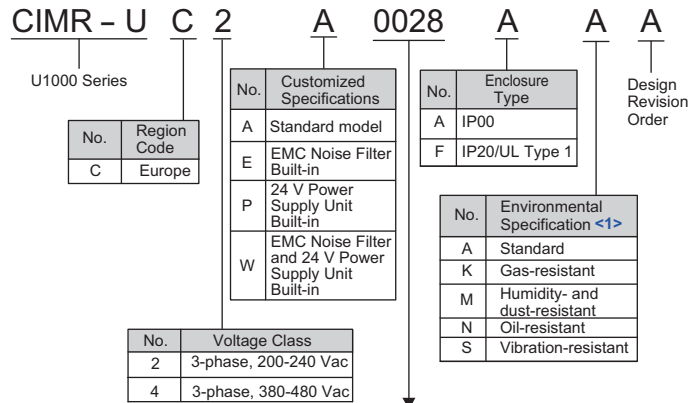 CIMR – U C 2 A 0028 A A A
U1000 Series
No. Region Code
C Europe
No. Voltage Class
2 3-phase, 200-240 Vac
4 3-phase, 380-480 Vac
No. Customized Specifications
A Standard model
E EMC Noise Filter Built-in
P 24 V Power Supply Unit Built-in
W EMC Noise Filter and 24 V Power Supply Unit Built-in
No. Enclosure Type
A IP00
F IP20/UL Type 1
No. Environmental Specification <1>
A Standard
K Gas-resistant
M Humidity- and dust-resistant
N Oil-resistant
S Vibration-resistant
Design
Revision
Order